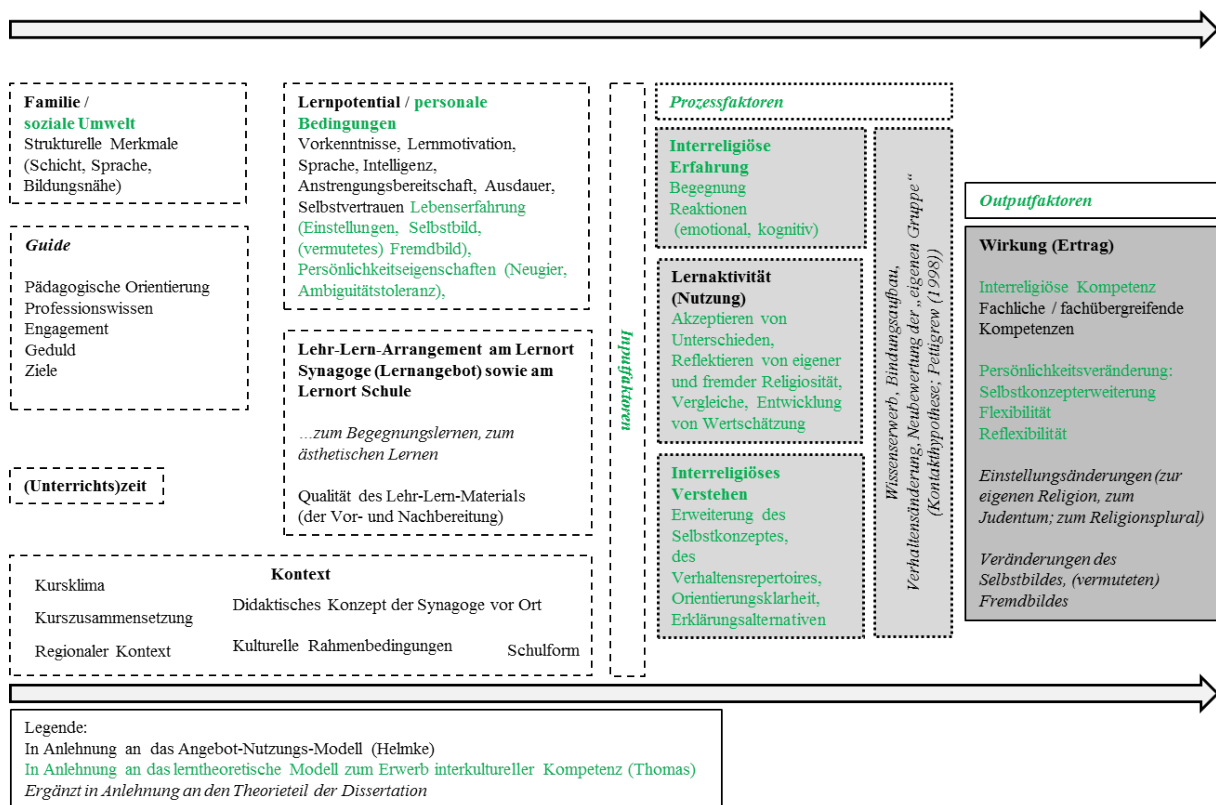 Familie /
soziale Umwelt
Strukturelle Merkmale
(Schicht, Sprache,
Bildungsnähe)
Guide
Pädagogische Orientierung
Professionswissen
Engagement
Geduld
Ziele
(Unterrichts)zeit
Lernpotential / personale
Bedingungen
Vorkenntnisse, Lernmotivation,
Sprache, Intelligenz,
Anstrengungsbereitschaft, Ausdauer,
Selbstvertrauen Lebenserfahrung
(Einstellungen, Selbstbild,
(vermutetes) Fremdbild),
Persönlichkeitseigenschaften (Neugier,
Ambiguitätstoleranz),
Lehr-Lern-Arrangement am Lernort
Synagoge (Lernangebot) sowie am
Lernort Schule
...zum Begegnungslernen, zum
ästhetischen Lernen
Qualität des Lehr-Lern-Materials
(der Vor- und Nachbereitung)
Kontext
Kursklima
Didaktisches Konzept der Synagoge vor Ort
Kurszusammensetzung
Kulturelle Rahmenbedingungen
Regionaler Kontext
Schulform
Inputfaktoren
Prozessfaktoren
Interreligiöse
Erfahrung
Begegnung
Reaktionen
(emotional, kognitiv)
Lernaktivität
(Nutzung)
Akzeptieren von
Unterschieden,
Reflektieren von eigener
und fremder Religiosität,
Vergleiche, Entwicklung
von Wertschätzung
Interreligiöses
Verstehen
Erweiterung des
Selbstkonzeptes,
des
Verhaltensrepertoires,
Orientierungsklarheit,
Erklärungsalternativen
Wissenserwerb, Bindungsaufbau,
Verhaltensänderung, Neubewertung der „eigenen Gruppe“
(Kontakthypothese; Pettigrew (1998))
Outputfaktoren
Wirkung (Ertrag)
Interreligiöse Kompetenz
Fachliche / fachübergreifende
Kompetenzen
Persönlichkeitsveränderung:
Selbstkonzepterweiterung
Flexibilität
Reflexibilität
Einstellungsänderungen (zur
eigenen Religion, zum
Judentum; zum Religionsplural)
Veränderungen des
Selbstbildes, (vermuteten)
Fremdbildes
Legende:
In Anlehnung an das Angebot-Nutzungs-Modell (Helmke)
In Anlehnung an das lerntheoretische Modell zum Erwerb interkultureller Kompetenz (Thomas)
Ergänzt in Anlehnung an den Theorieteil der Dissertation